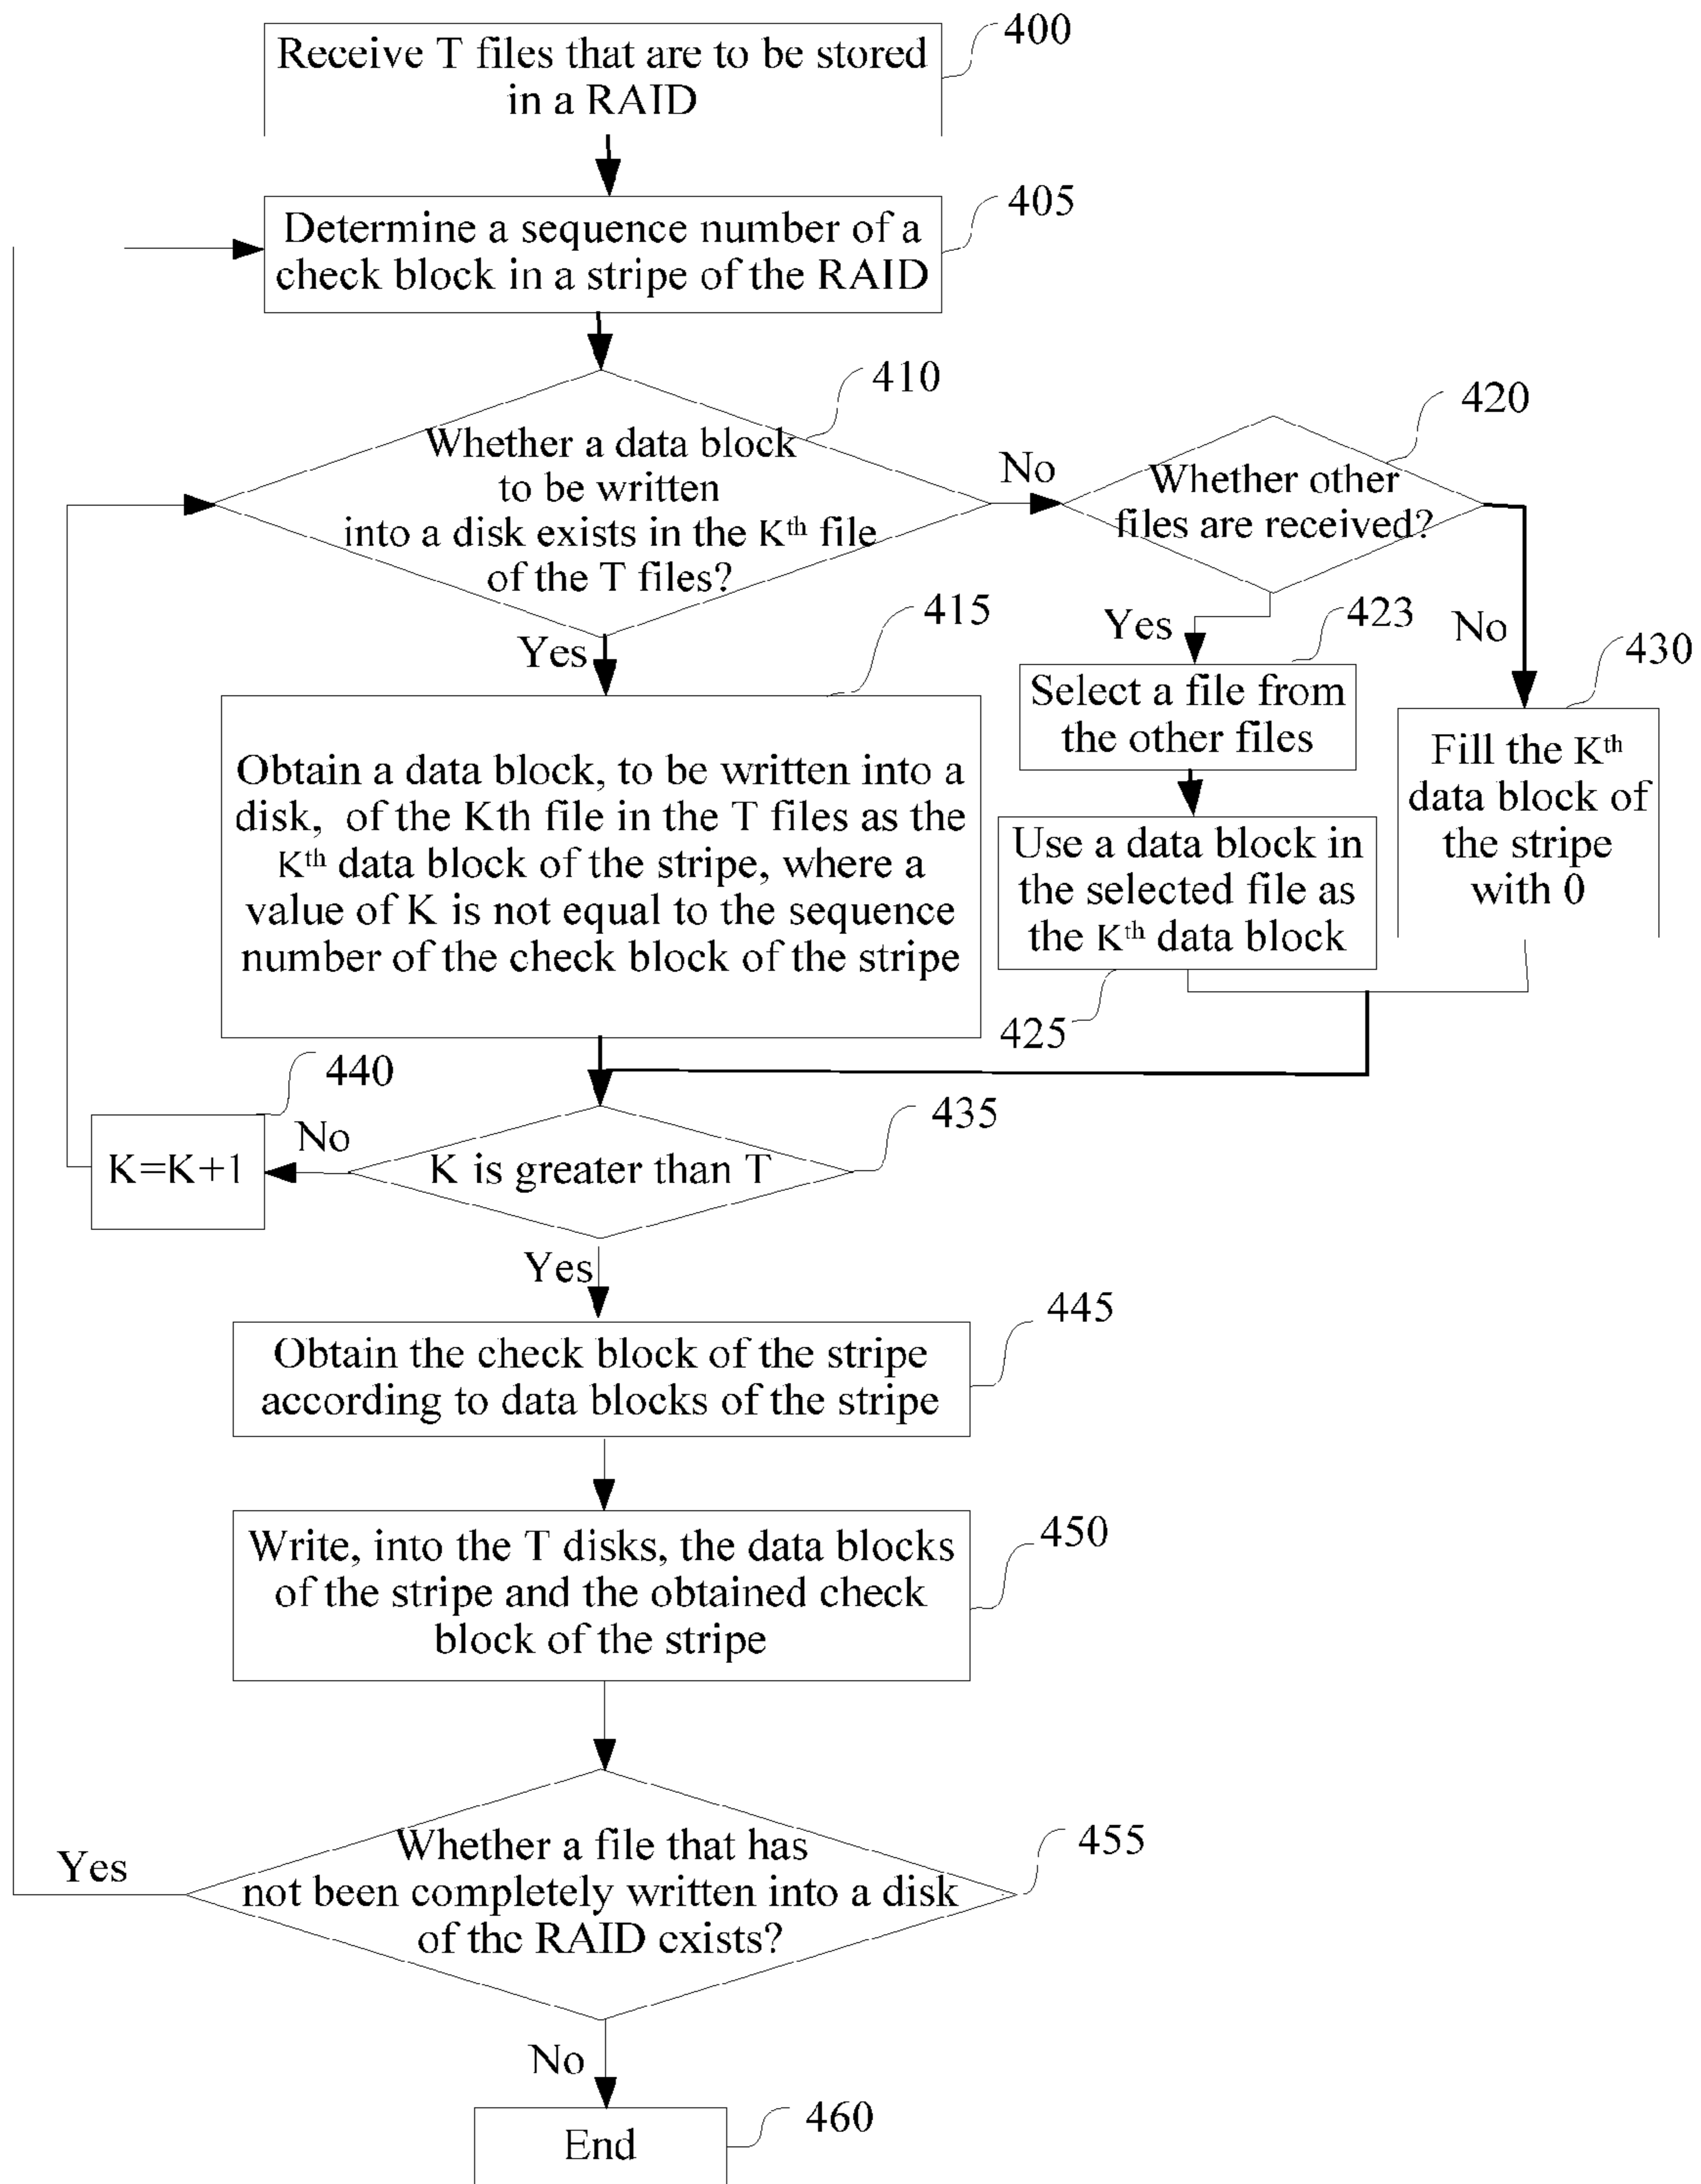 Receive T files that are to be stored
in a RAID
400
Determine a sequence number of a
check block in a stripe of the RAID
405
410
Whether a data block
to be written
into a disk exists in the Kth file
of the T files?
No
420
Whether other
files are received?
Yes
415
Yes
423
No
430
Obtain a data block, to be written into a
disk, of the Kth file in the T files as the
Kth data block of the stripe, where a
value of K is not equal to the sequence
number of the check block of the stripe
Select a file from
the other files
Use a data block in
the selected file as
the Kth data block
425
Fill the Kth
data block of
the stripe
with 0
440
K=K+1
No
435
K is greater than T
Yes
445
Obtain the check block of the stripe
according to data blocks of the stripe
450
Write, into the T disks, the data blocks
of the stripe and the obtained check
block of the stripe
455
Yes
Whether a file that has
not been completely written into a disk
of the RAID exists?
No
460
End